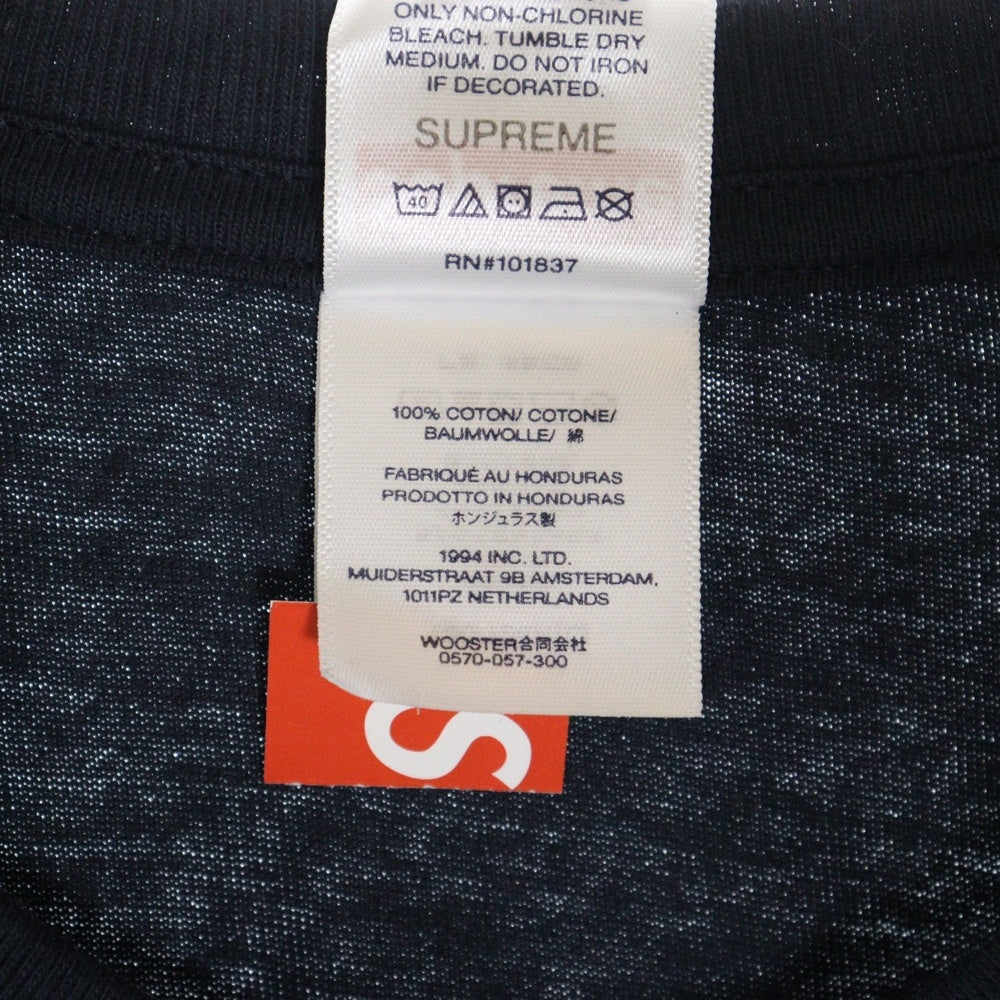 ONLY NON-CHLORINE
BLEACH. TUMBLE DRY
MEDIUM. DO NOT IRON
IF DECORATED.
SUPREME
40
RN#101837
100% COTON/ COTONE/
BAUMWOLLE/ 綿
FABRIQUÉ AU HONDURAS
PRODOTTO IN HONDURAS
ホンジュラス製
1994 INC. LTD.
MUIDERSTRAAT 9B AMSTERDAM,
1011PZ NETHERLANDS
WOOSTER合同会社
0570-057-300
S